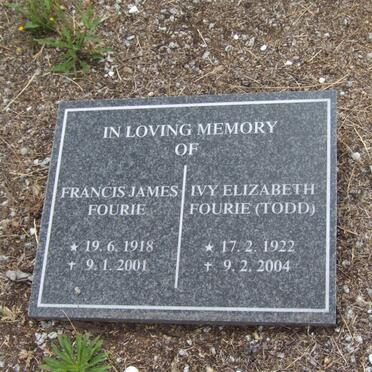 IN LOVING MEMORY
OF
FRANCIS JAMES
FOURIE
★ 19. 6. 1918
✝ 9. 1. 2001
IVY ELIZABETH
FOURIE (TODD)
★ 17. 2. 1922
✝ 9. 2. 2004